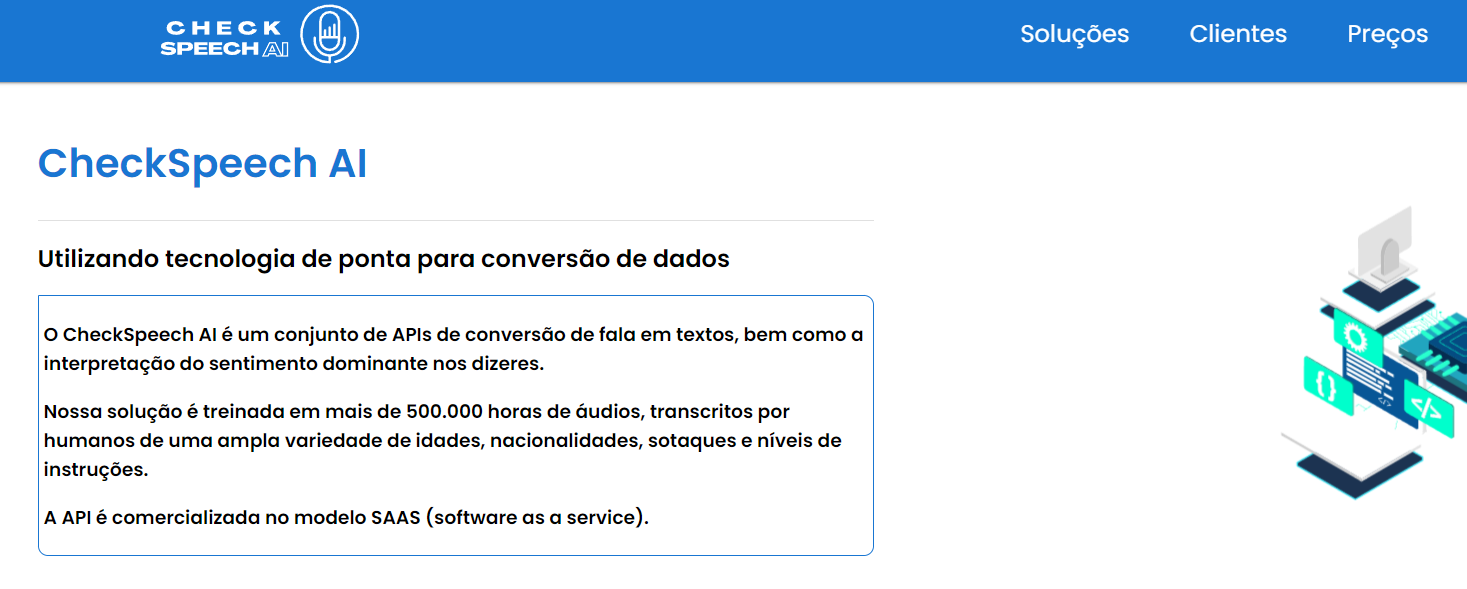 CHECK
SPEECH AI
Soluções Clientes Preços
CheckSpeech AI
Utilizando tecnologia de ponta para conversão de dados
O CheckSpeech AI é um conjunto de APIs de conversão de fala em textos, bem como a
interpretação do sentimento dominante nos dizeres.
Nossa solução é treinada em mais de 500.000 horas de áudios, transcritos por
humanos de uma ampla variedade de idades, nacionalidades, sotaques e níveis de
instruções.
A API é comercializada no modelo SAAS (software as a service).
{}
</>
</>